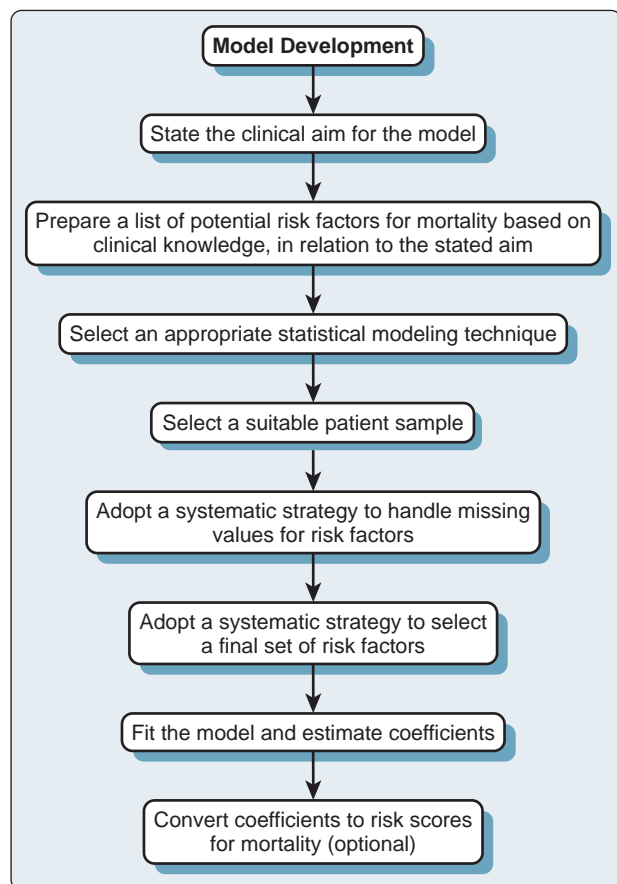 Model Development
State the clinical aim for the model
Prepare a list of potential risk factors for mortality based on
clinical knowledge, in relation to the stated aim
Select an appropriate statistical modeling technique
Select a suitable patient sample
Adopt a systematic strategy to handle missing
values for risk factors
Adopt a systematic strategy to select
a final set of risk factors
Fit the model and estimate coefficients
Convert coefficients to risk scores
for mortality (optional)